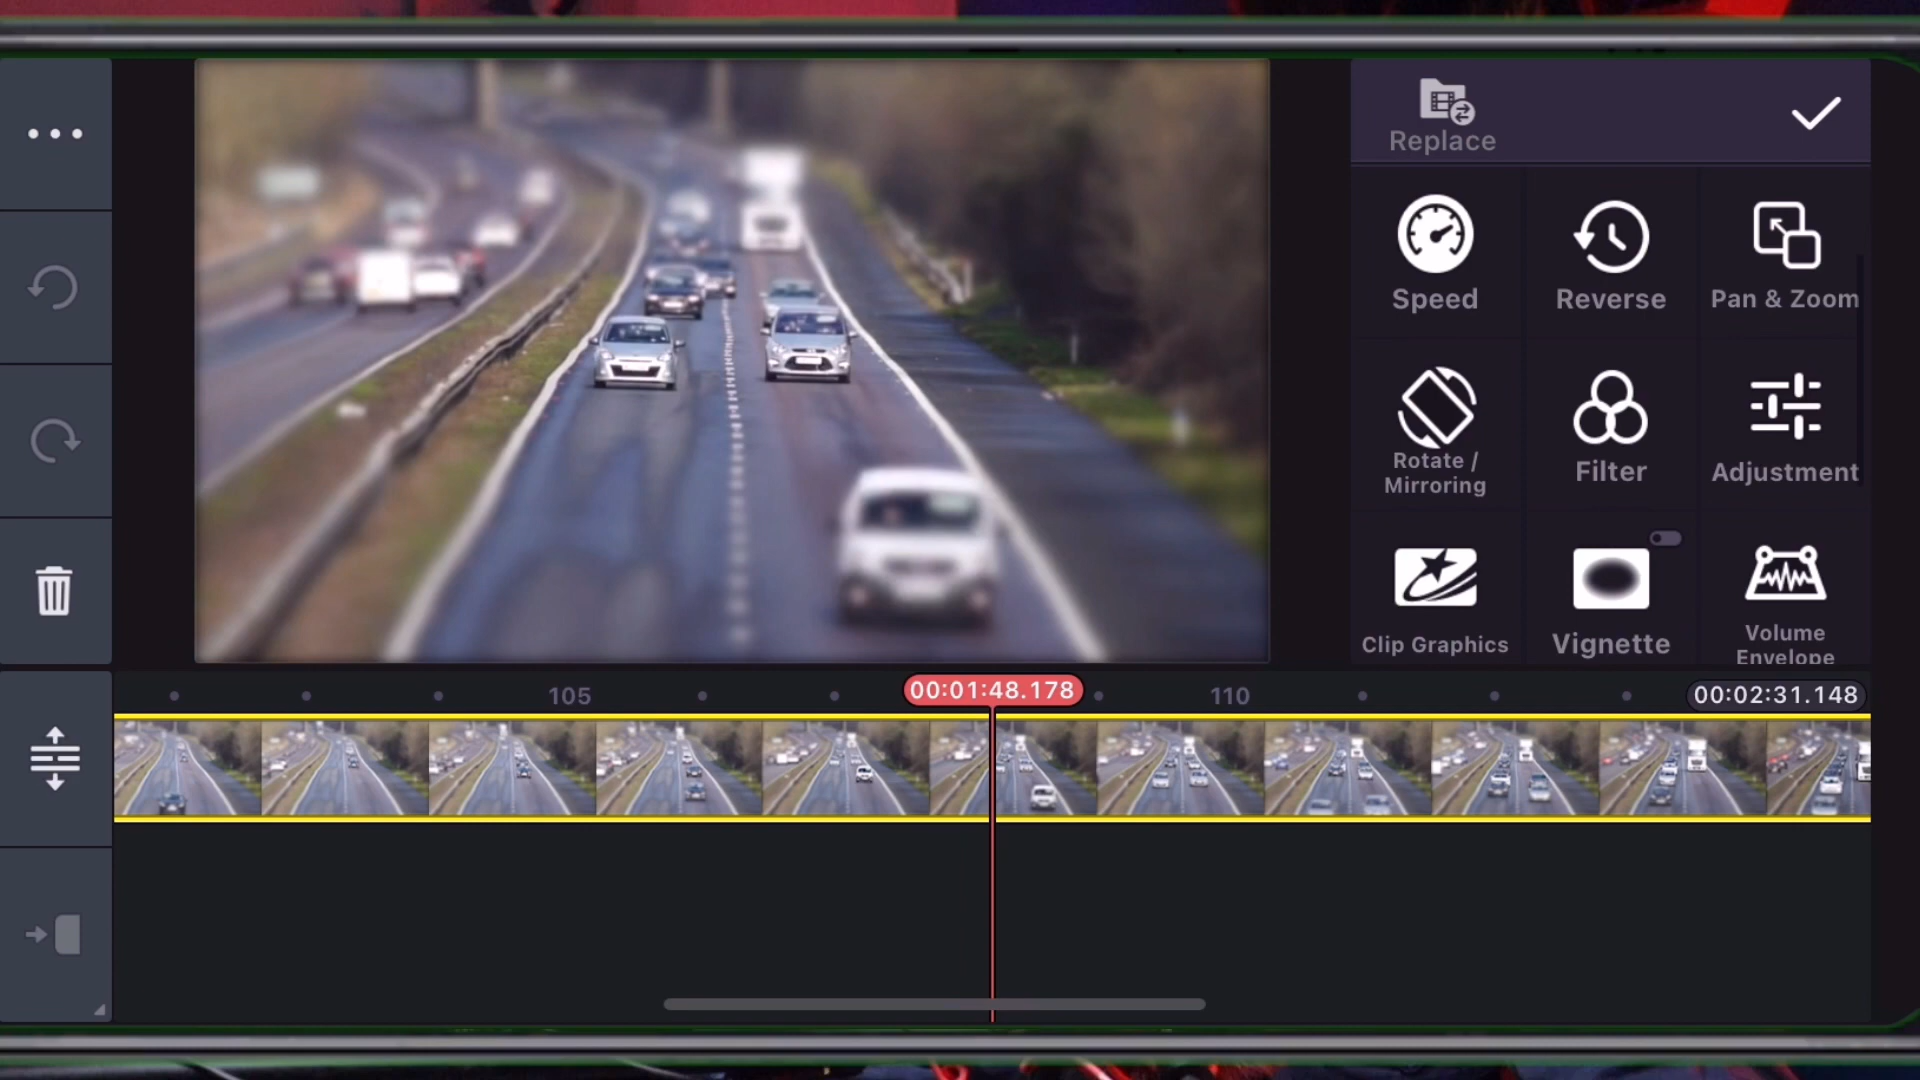 Replace
Speed
Reverse
Pan & Zoom
Rotate /
Mirroring
Filter
Adjustment
Clip Graphics
Vignette
Volume
Envelope
105
00:01:48.178
110
00:02:31.148